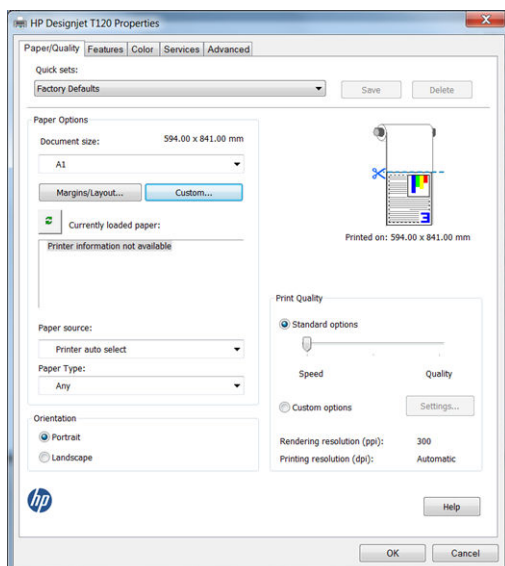 HP Designjet T120 Properties
Paper/Quality Features Color Services Advanced
Quick sets:
Factory Defaults
Save Delete
Paper Options
Document size: 594.00 x 841.00 mm
A1
Margins/Layout... Custom...
Currently loaded paper:
Printer information not available
Paper source:
Printer auto select
Paper Type:
Any
Orientation
Portrait
Landscape
3
Printed on: 594.00 x 841.00 mm
Print Quality
Standard options
Speed Quality
Custom options Settings...
Rendering resolution (ppi): 300
Printing resolution (dpi): Automatic
hp
Help
OK Cancel